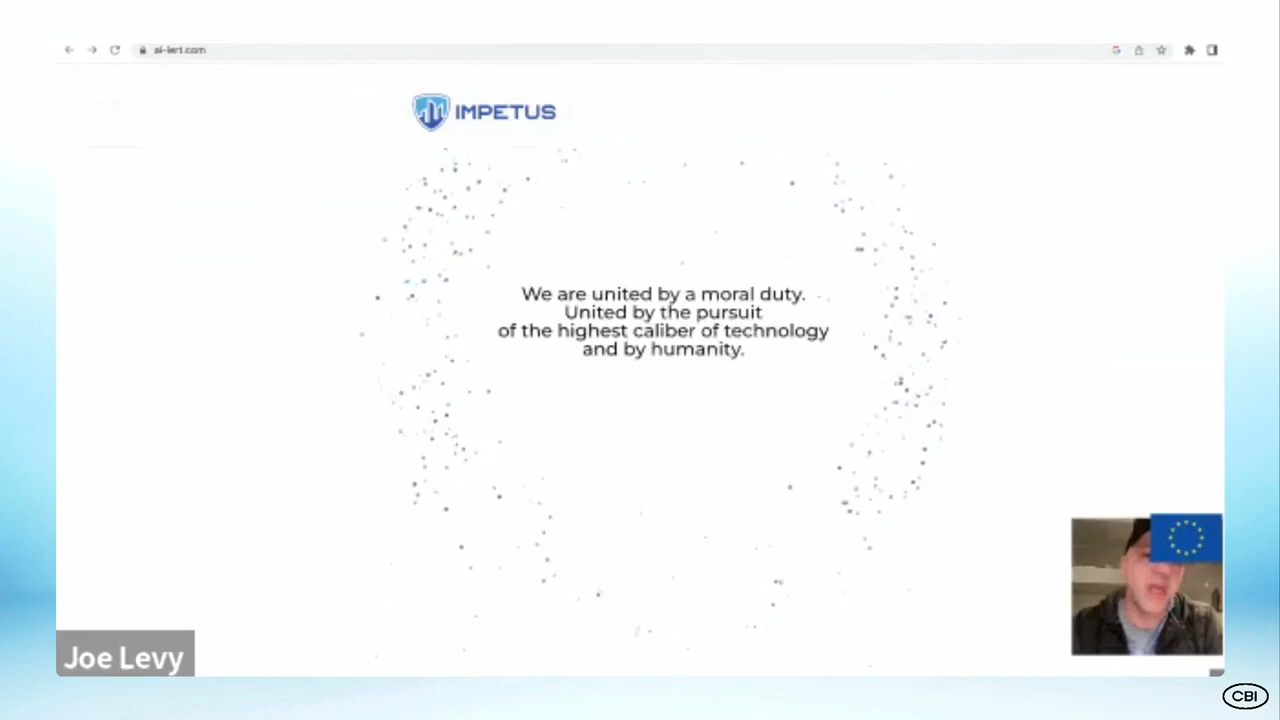 ai-lert.com
IMPETUS
We are united by a moral duty.
United by the pursuit
of the highest caliber of technology
and by humanity.
Joe Levy
CBI